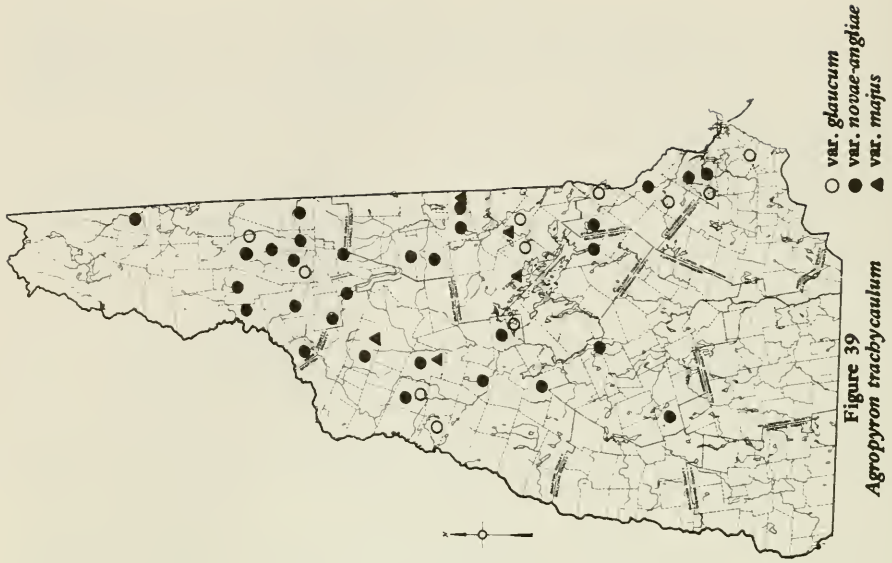 Figure 39
Agropyron trachycaulum
○ var. glaucum
● var. novae-angliae
▲ var. majus